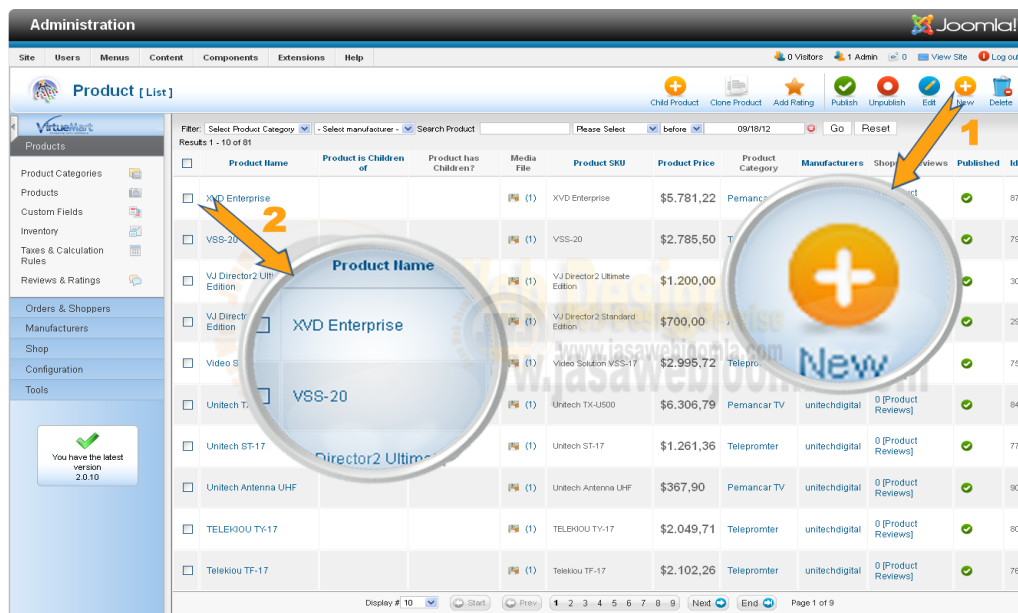 Administration
Joomla!
Site Users Menus Content Components Extensions Help
0 Visitors 1 Admin 0 View Site Log out
Product [ List ]
Child Product Clone Product Add Rating Publish Unpublish Edit New Delete
1
VirtueMart
Products
Product Categories
Products
Custom Fields
Inventory
Taxes & Calculation
Rules
Reviews & Ratings
Orders & Shoppers
Manufacturers
Shop
Configuration
Tools
You have the latest
version
2.0.10
Filter: Select Product Category - Select manufacturer - Search Product Please Select before 09/18/12 Go Reset
Results 1 - 10 of 81
Product Name Product is Children of Product has Children? Media File Product SKU Product Price Product Category Manufacturers Published Id
XVD Enterprise (1) XVD Enterprise $5.781,22
2
VSS-20 (1) VSS-20 $2.785,50
VJ Director2
Edition (1) VJ Director2 Ultimate Edition $1.200,00
Edition (1) VJ Director2 Standard Edition $700,00
(1) Video Solution VSS-17 $2.995,72
Unitech (1) Unitech TX-U500 $6.306,79 Pemancar TV unitechdigital 0 [Product Reviews]
Unitech ST-17 (1) Unitech ST-17 $1.261,36 Telepromter unitechdigital 0 [Product Reviews]
Unitech Antenna UHF (1) Unitech Antenna UHF $367,90 Pemancar TV unitechdigital 0 [Product Reviews]
TELEKIOU TY-17 (1) TELEKIOU TY-17 $2.049,71 Telepromter unitechdigital 0 [Product Reviews]
Telekiou TF-17 (1) Telekiou TF-17 $2.102,26 Telepromter unitechdigital 0 [Product Reviews]
Product Name
XVD Enterprise
VSS-20
New
www.jasawebjoomla.com
Display # 10 Start Prev 1 2 3 4 5 6 7 8 9 Next End Page 1 of 9